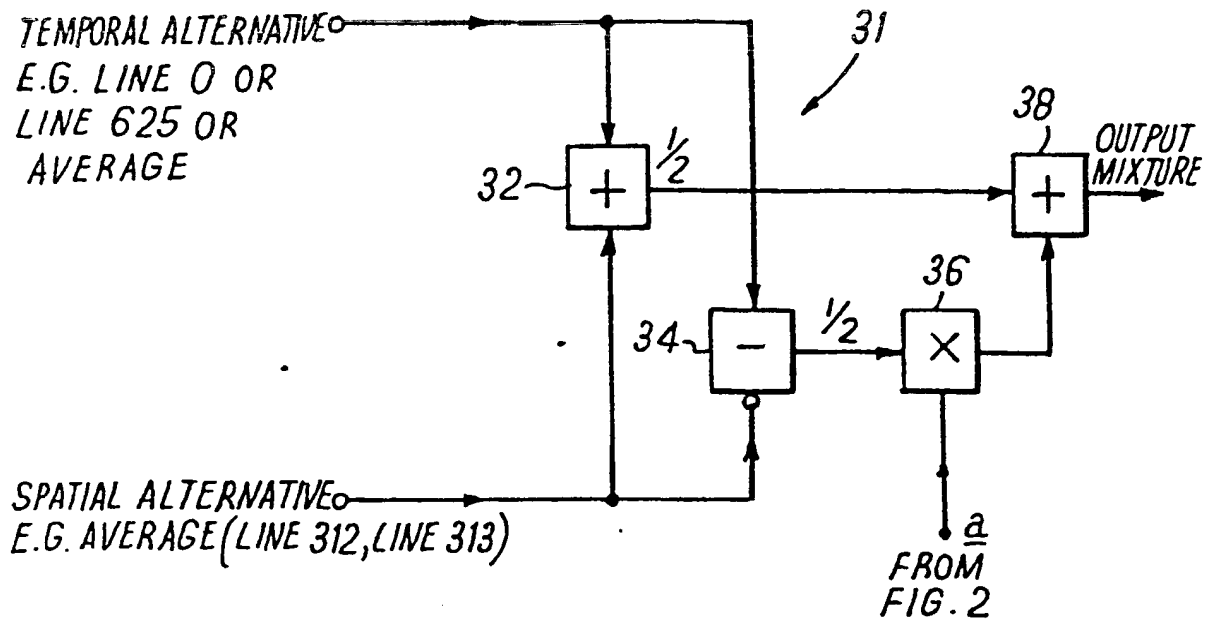 TEMPORAL ALTERNATIVE
E.G. LINE 0 OR
LINE 625 OR
AVERAGE
31
38
OUTPUT
MIXTURE
32
+
1/2
+
36
34
-
1/2
×
SPATIAL ALTERNATIVE
E.G. AVERAGE (LINE 312, LINE 313)
a
FROM
FIG. 2